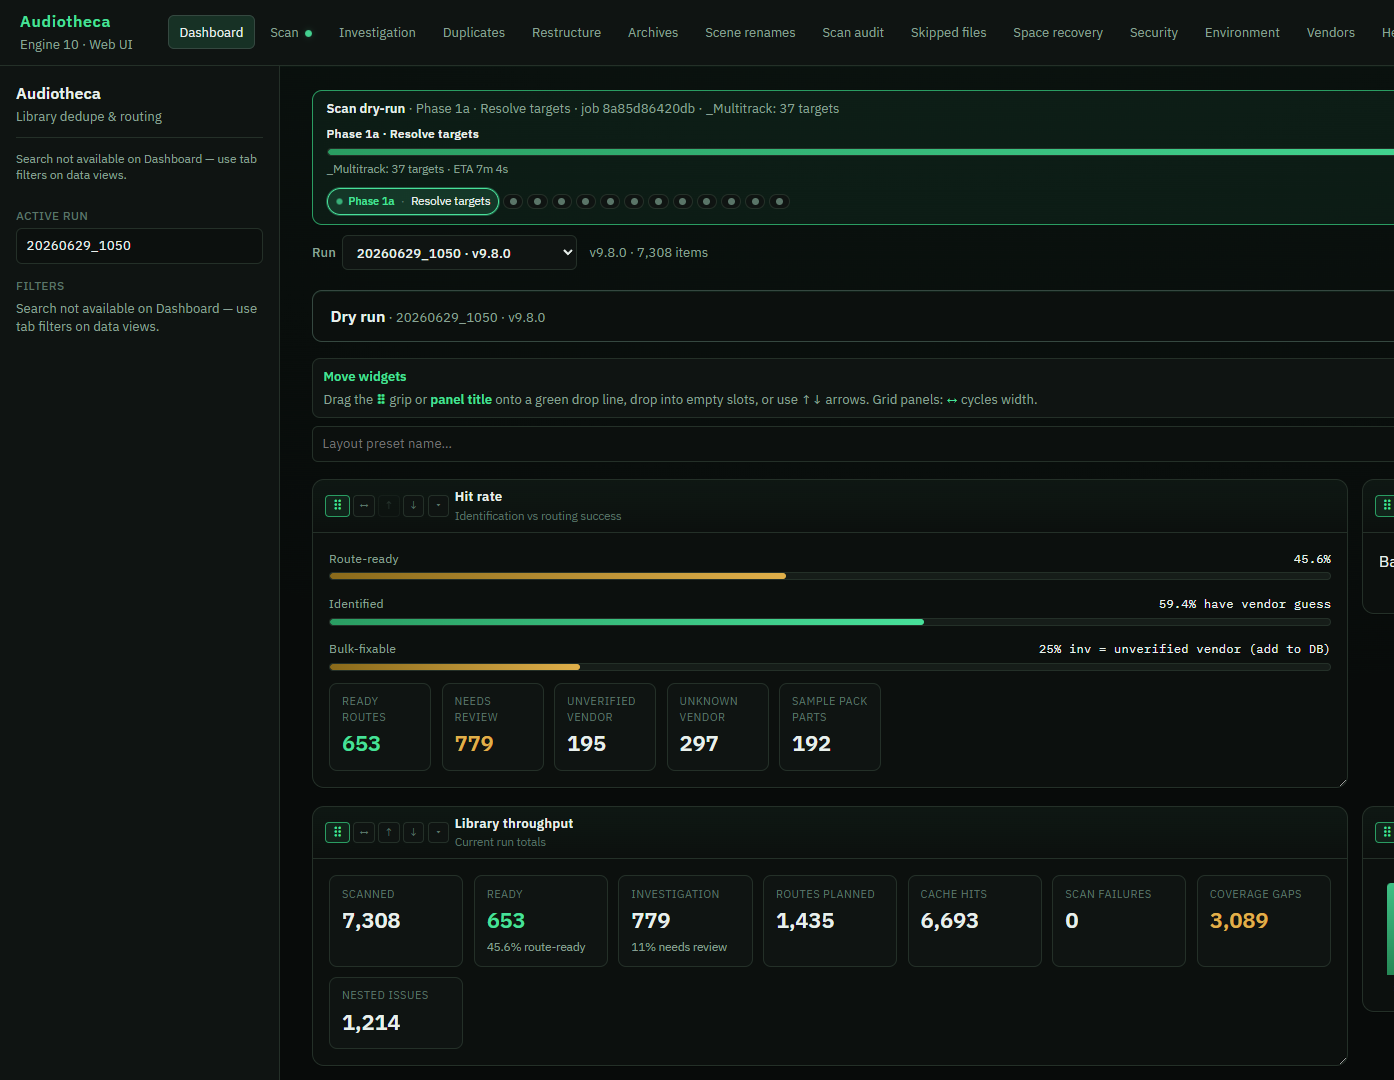 Audiotheca
Engine 10 · Web UI
Dashboard
Scan
Investigation
Duplicates
Restructure
Archives
Scene renames
Scan audit
Skipped files
Space recovery
Security
Environment
Vendors
He
Audiotheca
Library dedupe & routing
Search not available on Dashboard — use tab
filters on data views.
ACTIVE RUN
20260629_1050
FILTERS
Search not available on Dashboard — use
tab filters on data views.
Scan dry-run · Phase 1a · Resolve targets · job 8a85d86420db · _Multitrack: 37 targets
Phase 1a · Resolve targets
_Multitrack: 37 targets · ETA 7m 4s
Phase 1a · Resolve targets
Run
20260629_1050 · v9.8.0
v9.8.0 · 7,308 items
Dry run · 20260629_1050 · v9.8.0
Move widgets
Drag the ⠿ grip or panel title onto a green drop line, drop into empty slots, or use ↑ ↓ arrows. Grid panels: ↔ cycles width.
Layout preset name...
Hit rate
Identification vs routing success
Route-ready
45.6%
Identified
59.4% have vendor guess
Bulk-fixable
25% inv = unverified vendor (add to DB)
READY
ROUTES
653
NEEDS
REVIEW
779
UNVERIFIED
VENDOR
195
UNKNOWN
VENDOR
297
SAMPLE PACK
PARTS
192
Ba
Library throughput
Current run totals
SCANNED
7,308
READY
653
45.6% route-ready
INVESTIGATION
779
11% needs review
ROUTES PLANNED
1,435
CACHE HITS
6,693
SCAN FAILURES
0
COVERAGE GAPS
3,089
NESTED ISSUES
1,214